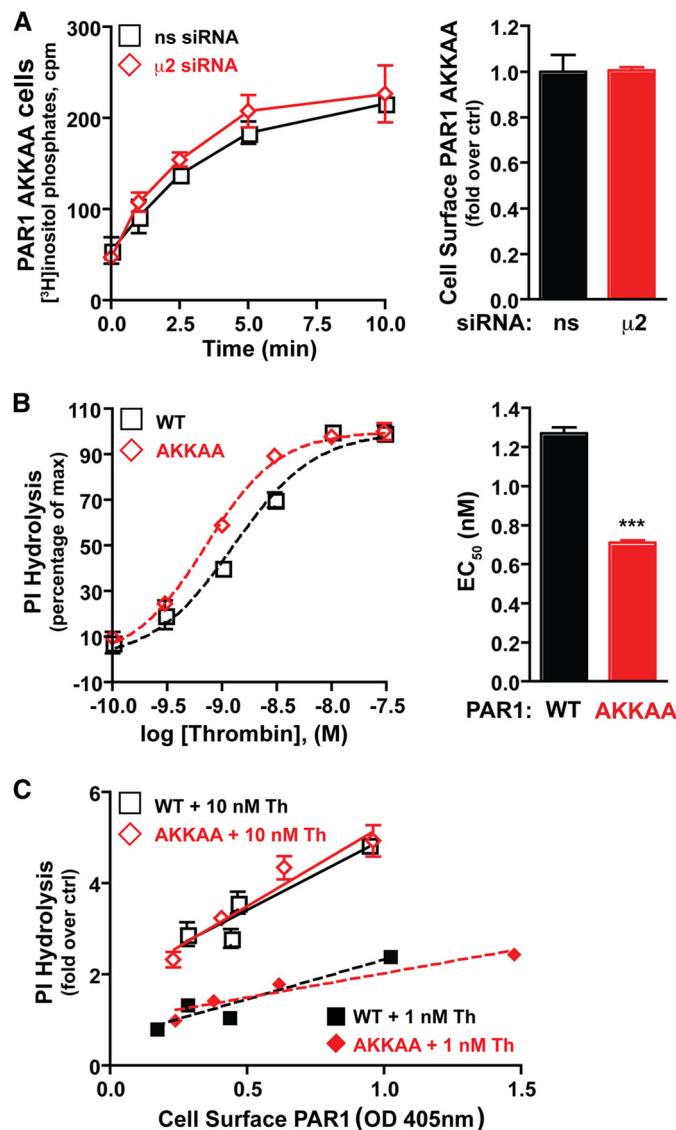 A
PAR1 AKKAA cells
[³H]inositol phosphates, cpm
300
200
100
0
ns siRNA
μ2 siRNA
0.0 2.5 5.0 7.5 10.0
Time (min)
Cell Surface PAR1 AKKAA
(fold over ctrl)
1.2
1.0
0.8
0.6
0.4
0.2
0.0
siRNA: ns μ2
B
PI Hydrolysis
(percentage of max)
110
90
70
50
30
10
-10
WT
AKKAA
-10.0 -9.5 -9.0 -8.5 -8.0 -7.5
log [Thrombin], (M)
EC50 (nM)
1.4
1.2
1.0
0.8
0.6
0.4
0.2
0.0
***
PAR1: WT AKKAA
C
PI Hydrolysis
(fold over ctrl)
6
4
2
0
WT + 10 nM Th
AKKAA + 10 nM Th
WT + 1 nM Th
AKKAA + 1 nM Th
0.0 0.5 1.0 1.5
Cell Surface PAR1 (OD 405nm)